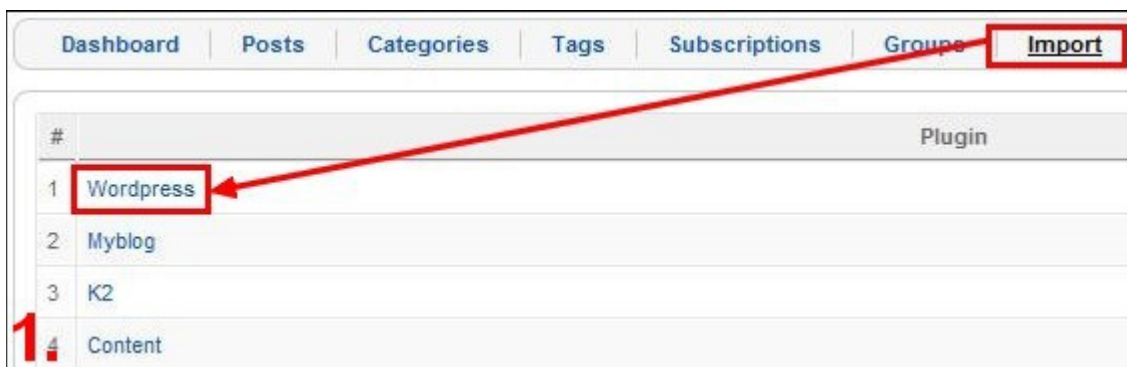 Dashboard Posts Categories Tags Subscriptions Groups Import
# Plugin
1 Wordpress
2 Myblog
3 K2
4 Content
1.